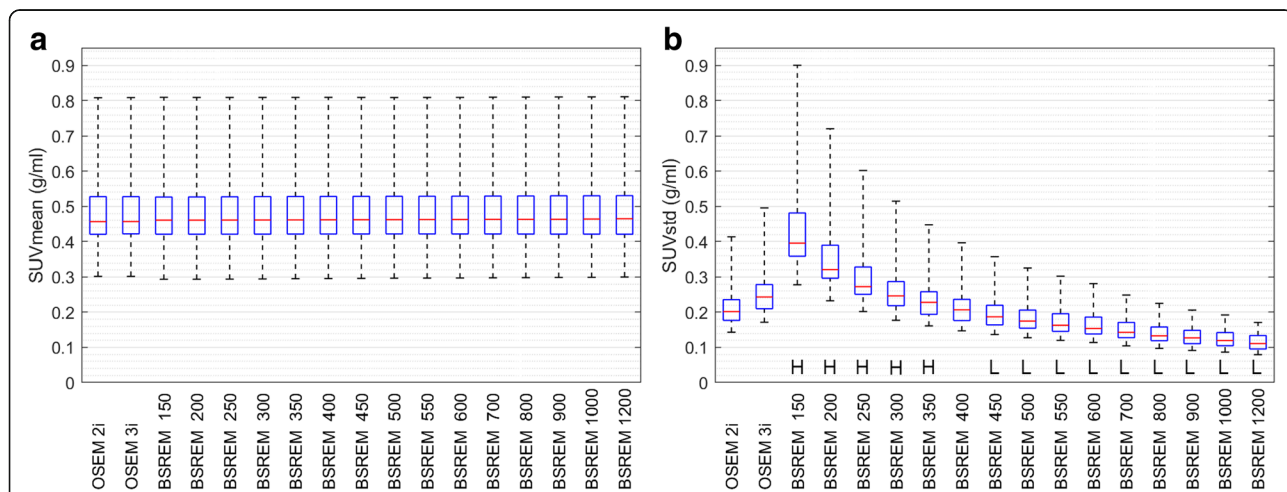 a
SUVmean (g/ml)
0.9
0.8
0.7
0.6
0.5
0.4
0.3
0.2
0.1
0
OSEM 2i
OSEM 3i
BSREM 150
BSREM 200
BSREM 250
BSREM 300
BSREM 350
BSREM 400
BSREM 450
BSREM 500
BSREM 550
BSREM 600
BSREM 700
BSREM 800
BSREM 900
BSREM 1000
BSREM 1200
b
SUVstd (g/ml)
0.9
0.8
0.7
0.6
0.5
0.4
0.3
0.2
0.1
0
H H H H H L L L L L L L L L
OSEM 2i
OSEM 3i
BSREM 150
BSREM 200
BSREM 250
BSREM 300
BSREM 350
BSREM 400
BSREM 450
BSREM 500
BSREM 550
BSREM 600
BSREM 700
BSREM 800
BSREM 900
BSREM 1000
BSREM 1200